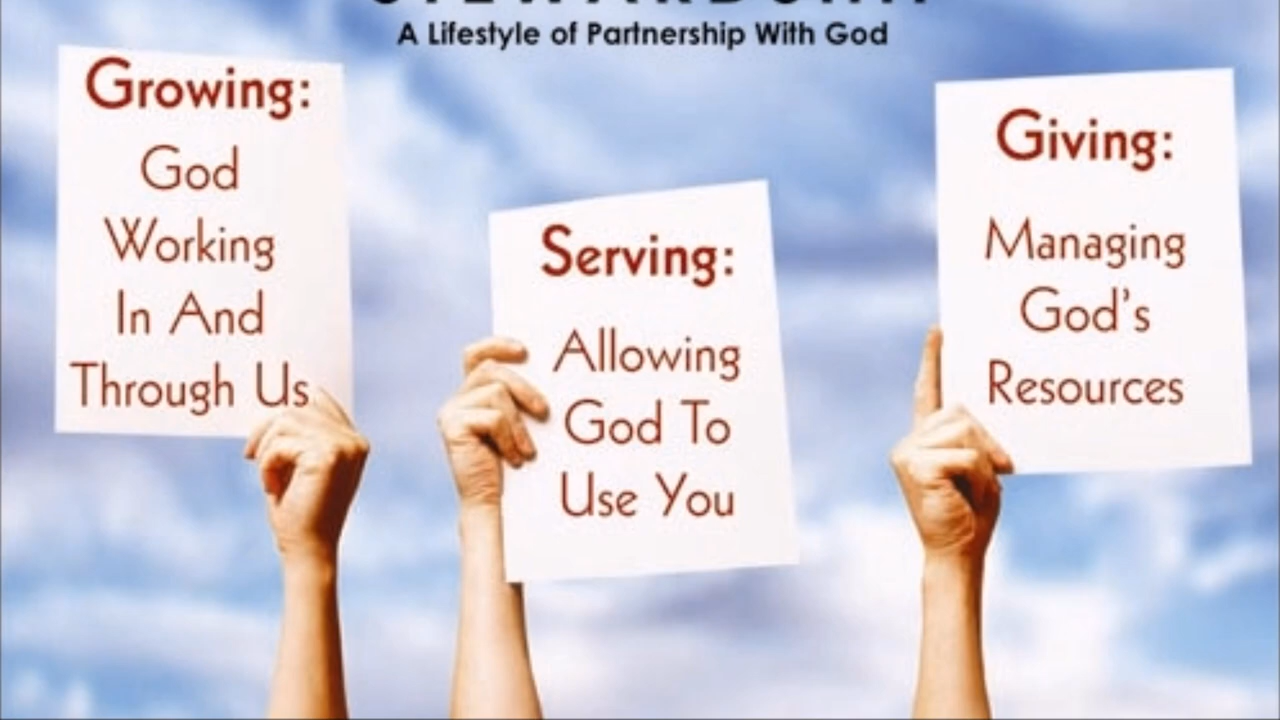 STEWARDSHIP
A Lifestyle of Partnership With God
Growing:
God
Working
In And
Through Us
Serving:
Allowing
God To
Use You
Giving:
Managing
God's
Resources